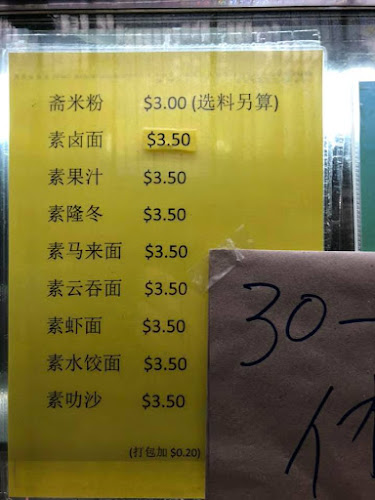 斋米粉 $3.00 (选料另算)
素卤面 $3.50
素果汁 $3.50
素隆冬 $3.50
素马来面 $3.50
素云吞面 $3.50
素虾面 $3.50
素水饺面 $3.50
素叻沙 $3.50
(打包加 $0.20)
30-